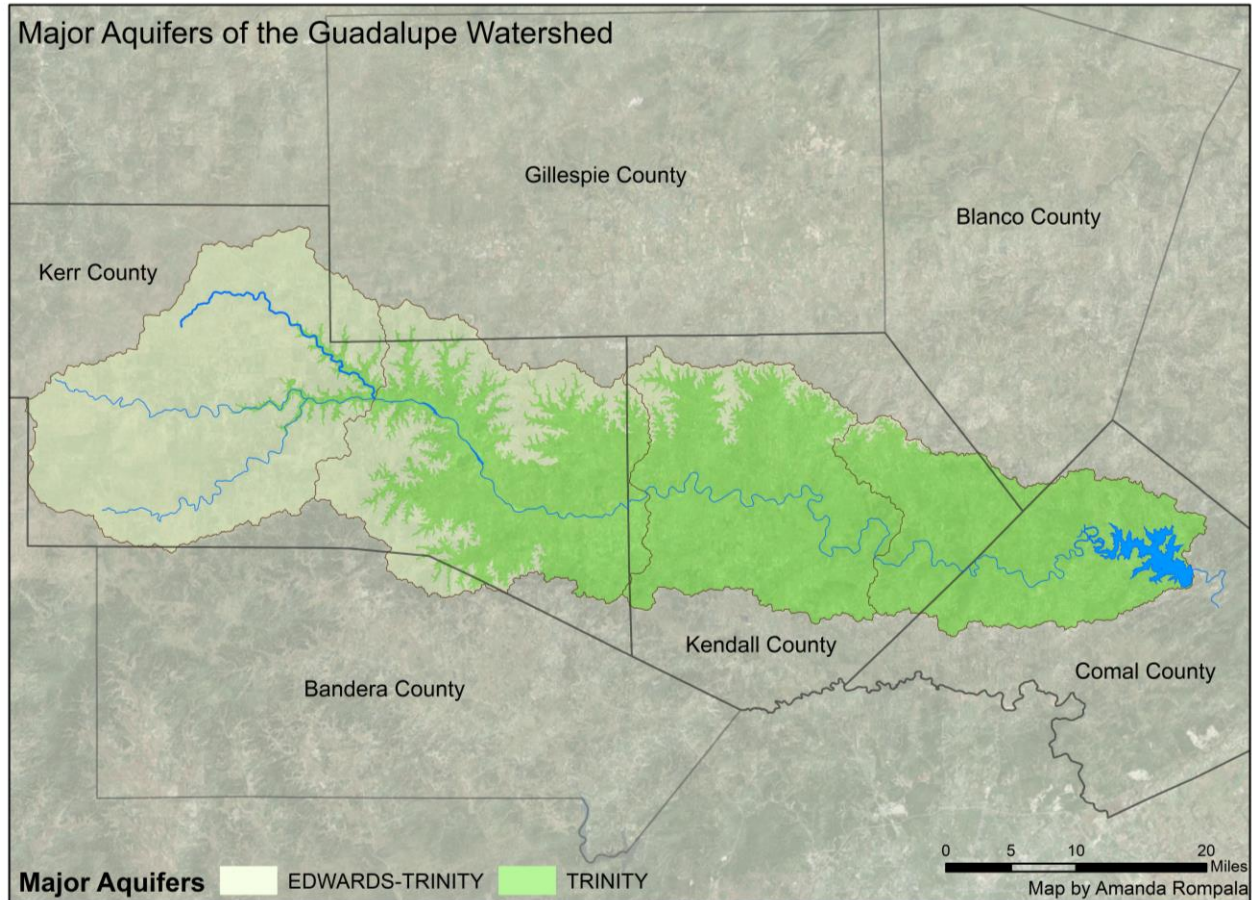 Major Aquifers of the Guadalupe Watershed
Gillespie County
Blanco County
Kerr County
Kendall County
Comal County
Bandera County
Major Aquifers EDWARDS-TRINITY TRINITY
0 5 10 20
Miles
Map by Amanda Rompala